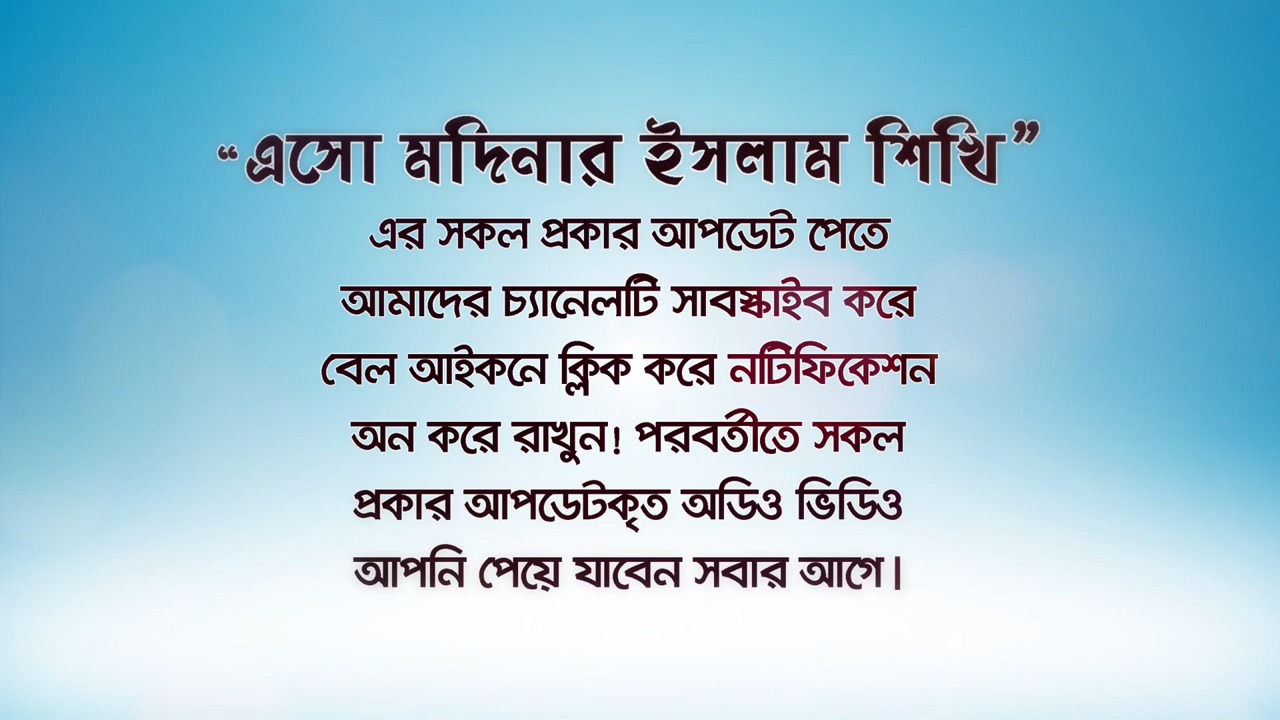 “এসো মদিনার ইসলাম শিখি”
এর সকল প্রকার আপডেট পেতে
আমাদের চ্যানেলটি সাবস্কাইব করে
বেল আইকনে ক্লিক করে নটিফিকেশন
অন করে রাখুন! পরবর্তীতে সকল
প্রকার আপডেটকৃত অডিও ভিডিও
আপনি পেয়ে যাবেন সবার আগে।